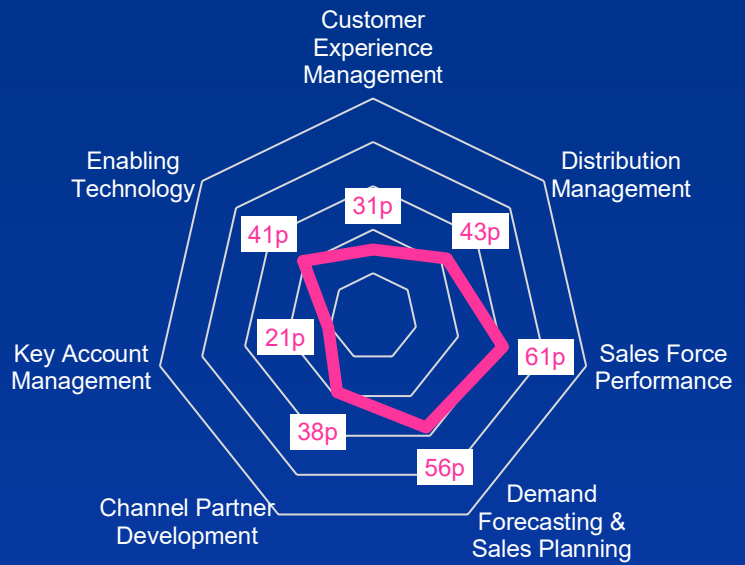 Customer
Experience
Management
Enabling
Technology
Distribution
Management
31p
41p
43p
21p
Key Account
Management
61p
Sales Force
Performance
38p
56p
Channel Partner
Development
Demand
Forecasting &
Sales Planning